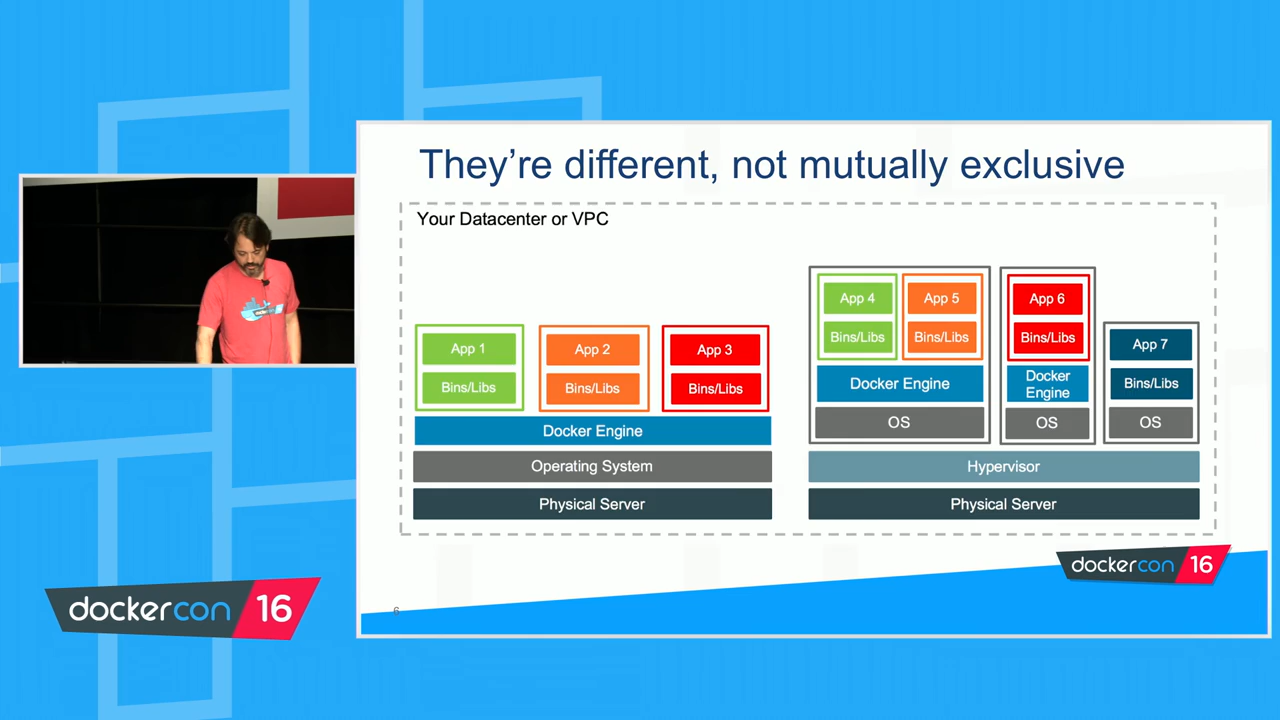 They're different, not mutually exclusive
Your Datacenter or VPC
App 1
Bins/Libs
App 2
Bins/Libs
App 3
Bins/Libs
Docker Engine
Operating System
Physical Server
App 4
Bins/Libs
App 5
Bins/Libs
Docker Engine
OS
App 6
Bins/Libs
Docker
Engine
OS
App 7
Bins/Libs
OS
Hypervisor
Physical Server
dockercon 16
6
dockercon 16